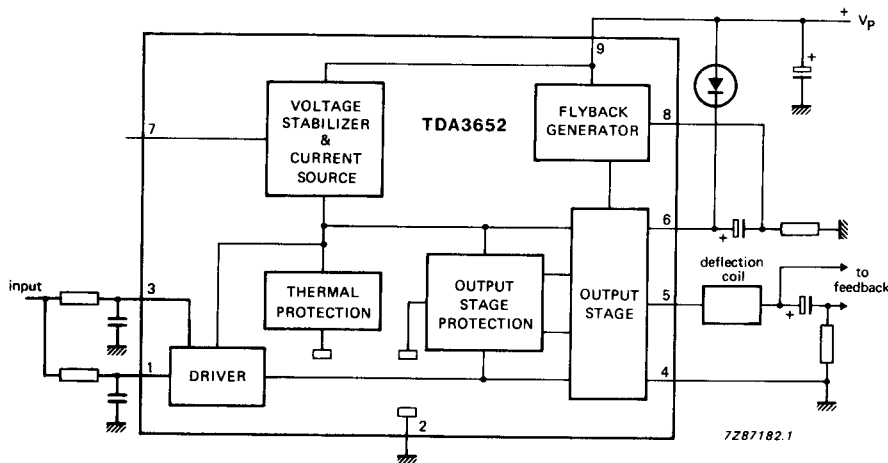 +
Vp
+
9
VOLTAGE
STABILIZER
&
CURRENT
SOURCE
TDA3652
FLYBACK
GENERATOR
8
7
6
+
deflection
coil
to
feedback
input
3
THERMAL
PROTECTION
OUTPUT
STAGE
PROTECTION
OUTPUT
STAGE
5
+
1
DRIVER
4
2
7Z87182.1